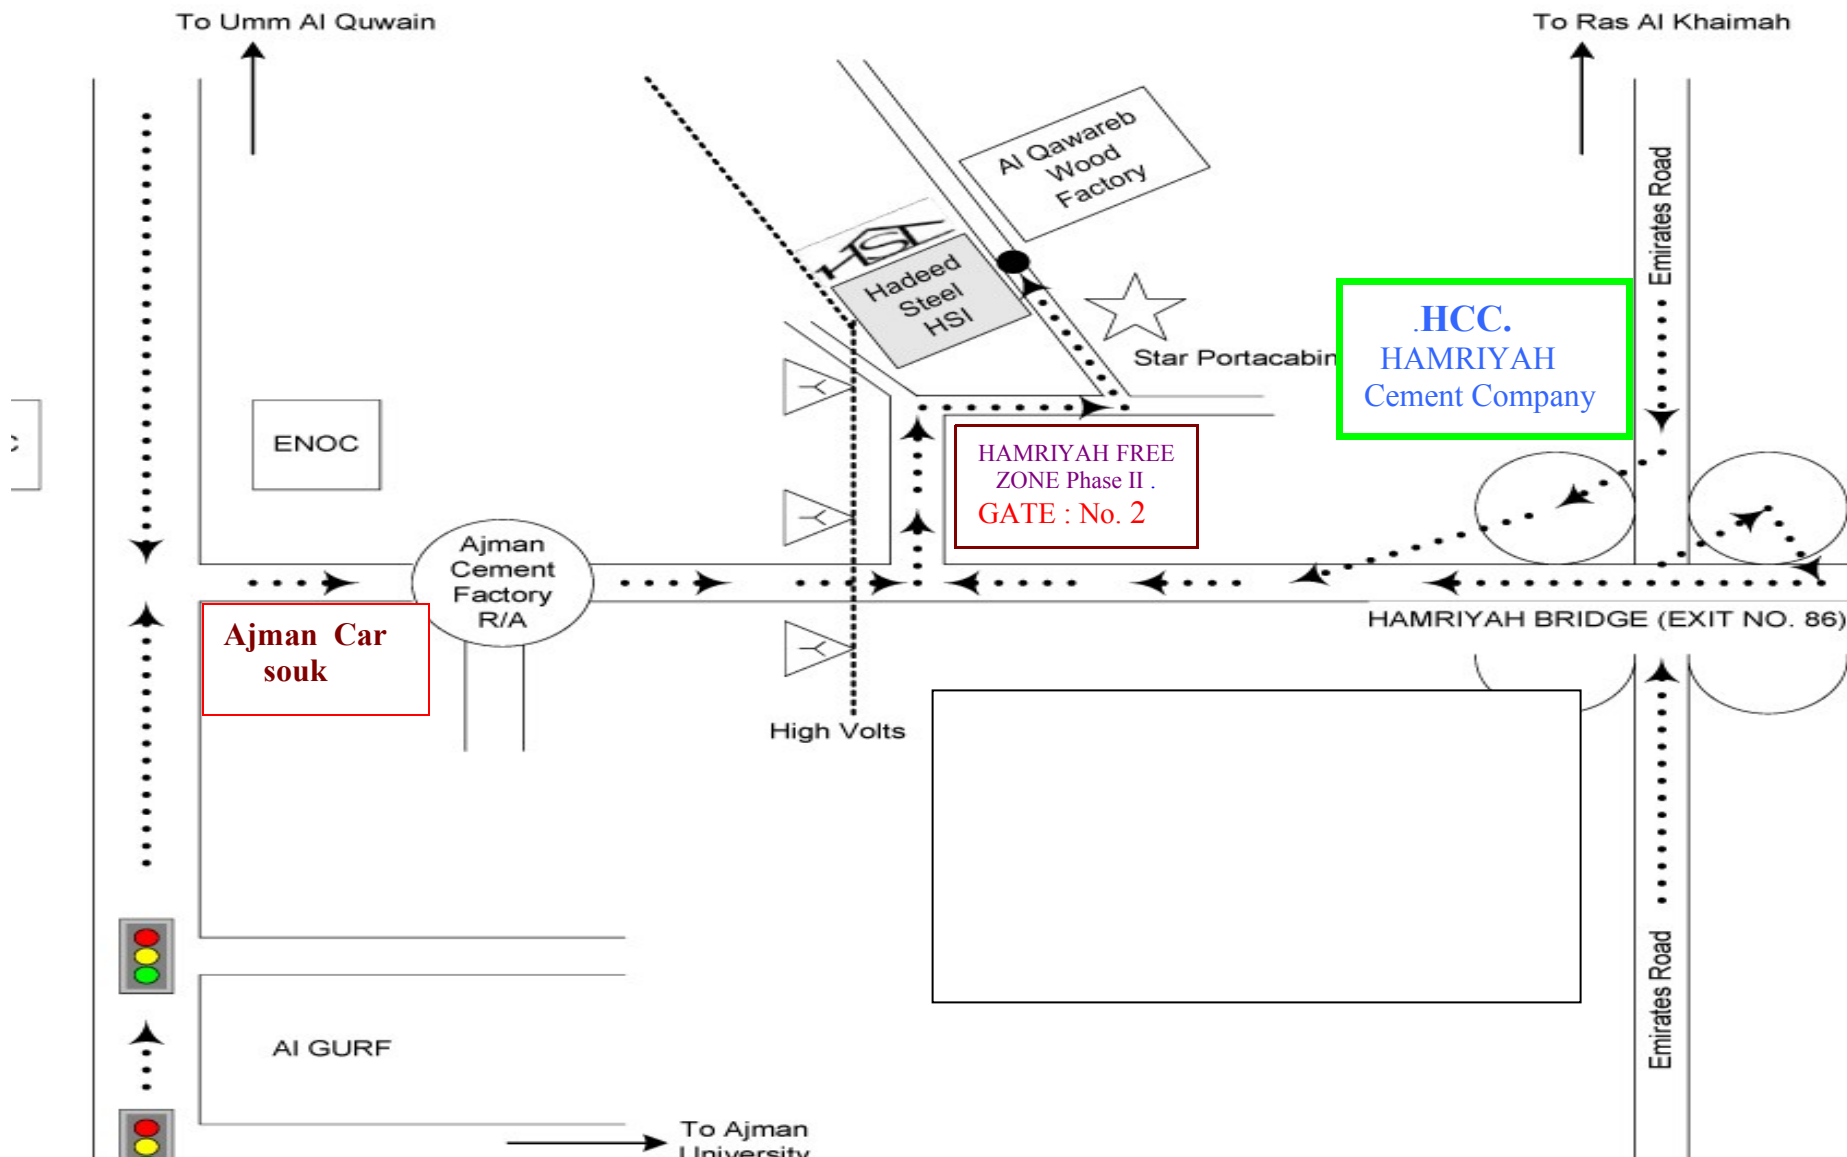 To Umm Al Quwain
To Ras Al Khaimah
Al Qawareb
Wood
Factory
Emirates Road
HSI
Hadeed
Steel
HSI
Star Portacabin
.HCC.
HAMRIYAH
Cement Company
C
ENOC
HAMRIYAH FREE
ZONE Phase II .
GATE : No. 2
Ajman
Cement
Factory
R/A
Ajman Car
souk
HAMRIYAH BRIDGE (EXIT NO. 86)
High Volts
Emirates Road
Al GURF
To Ajman
University